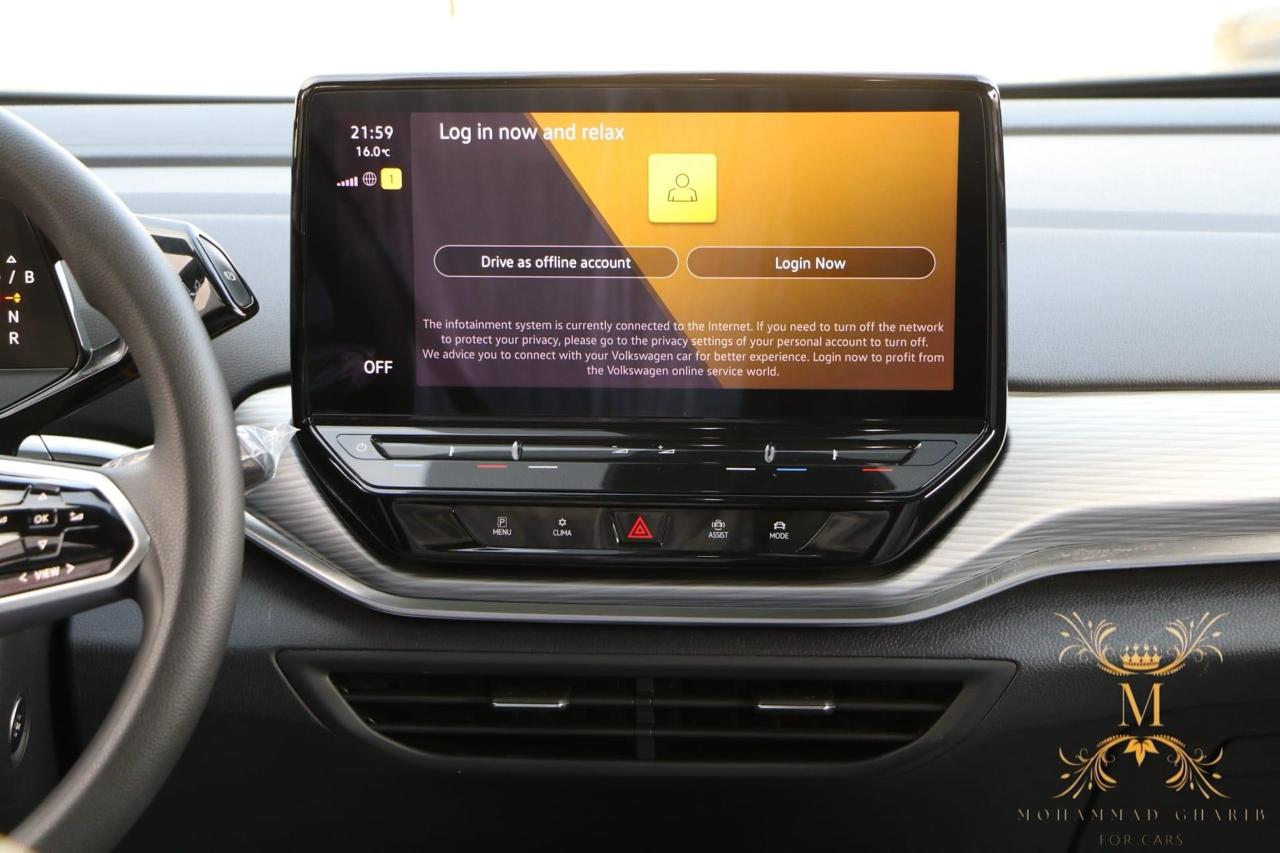 21:59
16.0°C
1
OFF
Log in now and relax
Drive as offline account
Login Now
The infotainment system is currently connected to the Internet. If you need to turn off the network
to protect your privacy, please go to the privacy settings of your personal account to turn off.
We advice you to connect with your Volkswagen car for better experience. Login now to profit from
the Volkswagen online service world.
P
MENU
CLIMA
ASSIST
MODE
/ B
N
R
OK
< VIEW >
M
MOHAMMAD GHARIB
FOR CARS